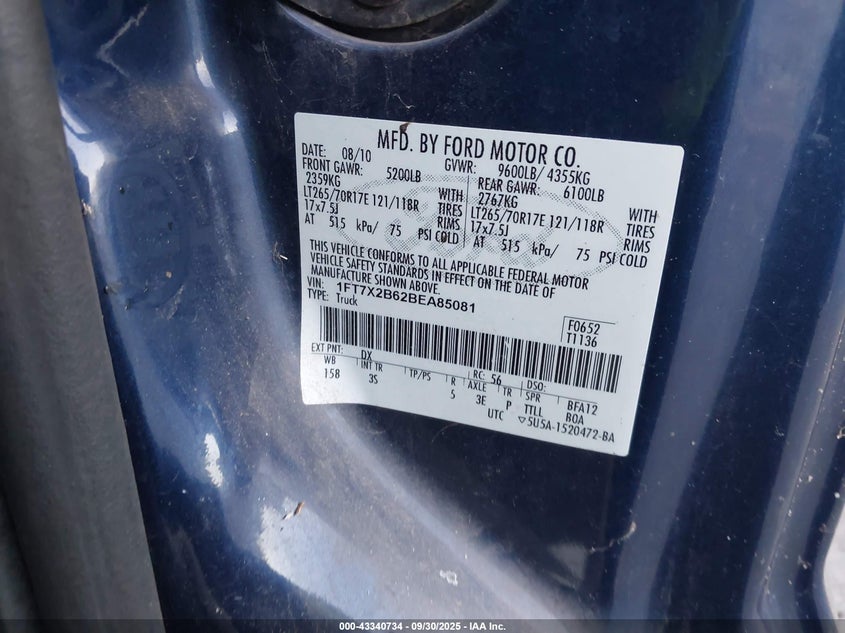 MFD. BY FORD MOTOR CO.
DATE: 08/10 GVWR: 9600LB/ 4355KG
FRONT GAWR: 5200LB REAR GAWR: 6100LB
2359KG WITH 2767KG WITH
LT265/70R17E 121/118R TIRES LT265/70R17E 121/118R TIRES
17x7.5J RIMS 17x7.5J RIMS
AT 515 kPa/ 75 PSI COLD AT 515 kPa/ 75 PSI COLD
THIS VEHICLE CONFORMS TO ALL APPLICABLE FEDERAL MOTOR
VEHICLE SAFETY STANDARDS IN EFFECT ON THE DATE OF
MANUFACTURE SHOWN ABOVE.
VIN: 1FT7X2B62BEA85081
TYPE: Truck
F0652
T1136
EXT PNT: DX RC: 56 DSO:
WB INT TR TP/PS R AXLE TR SPR BFA12
158 3S 5 3E P TTLL BOA
UTC ▽5U5A-1520472-BA
000-43340734 - 09/30/2025 - IAA Inc.